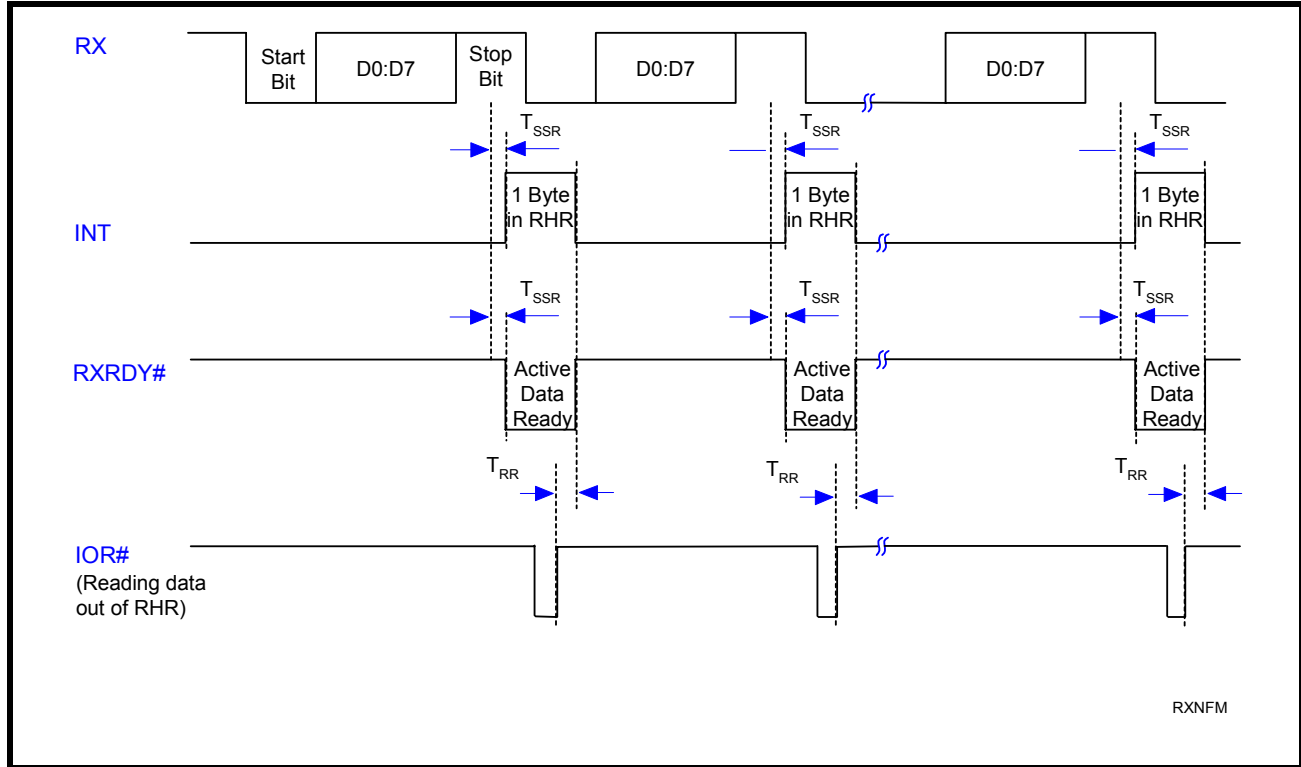 RX
Start
Bit
D0:D7
Stop
Bit
D0:D7
D0:D7
TSSR
TSSR
TSSR
INT
1 Byte
in RHR
1 Byte
in RHR
1 Byte
in RHR
TSSR
TSSR
TSSR
RXRDY#
Active
Data
Ready
Active
Data
Ready
Active
Data
Ready
TRR
TRR
TRR
IOR#
(Reading data
out of RHR)
RXNFM